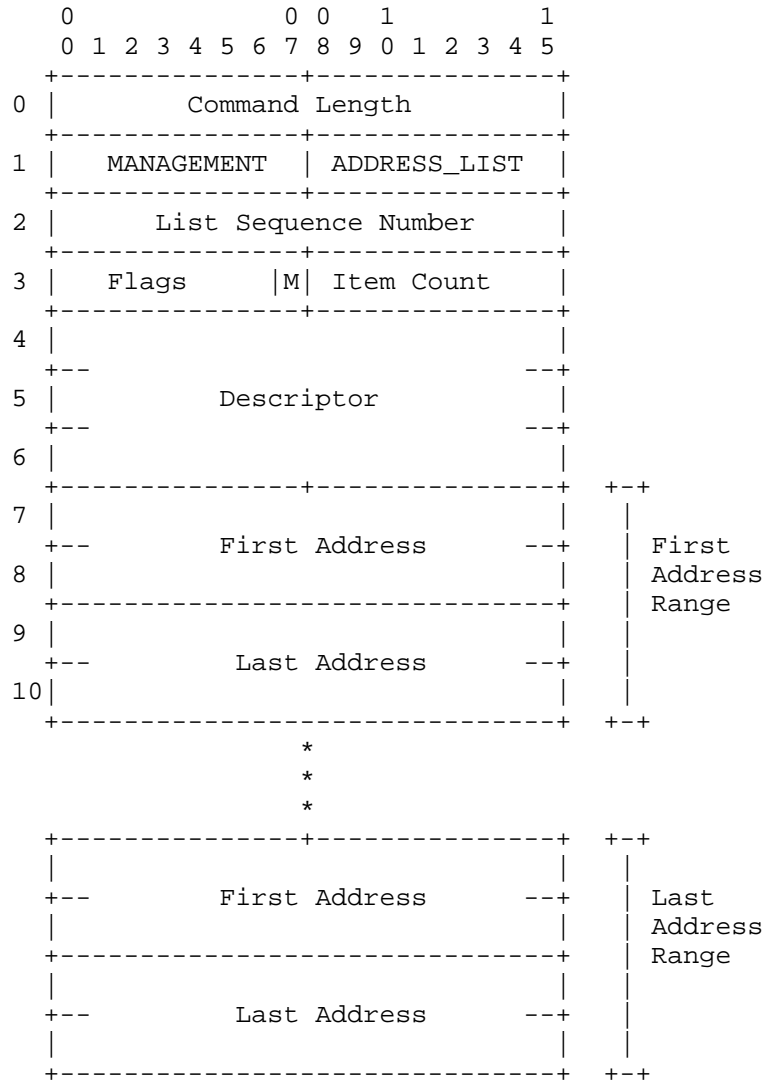 0             0 0   1         1
     0 1 2 3 4 5 6 7 8 9 0 1 2 3 4 5
    +---------------+---------------+
0   |        Command Length         |
    +---------------+---------------+
1   |   MANAGEMENT  | ADDRESS_LIST  |
    +---------------+---------------+
2   |      List Sequence Number     |
    +---------------+---------------+
3   |   Flags     |M| Item Count    |
    +---------------+---------------+
4   |                               |
    +--                           --+
5   |          Descriptor           |
    +--                           --+
6   |                               |
    +---------------+---------------+  +-+
7   |                               |   |
    +--        First Address      --+   | First
8   |                               |   | Address
    +-------------------------------+   | Range
9   |                               |   |
    +--         Last Address      --+   |
10|                               |   |
    +-------------------------------+  +-+
                    *
                    *
                    *
    +---------------+---------------+  +-+
    |                               |   |
    +--        First Address      --+   | Last
    |                               |   | Address
    +-------------------------------+   | Range
    |                               |   |
    +--         Last Address      --+   |
    |                               |   |
    +-------------------------------+  +-+